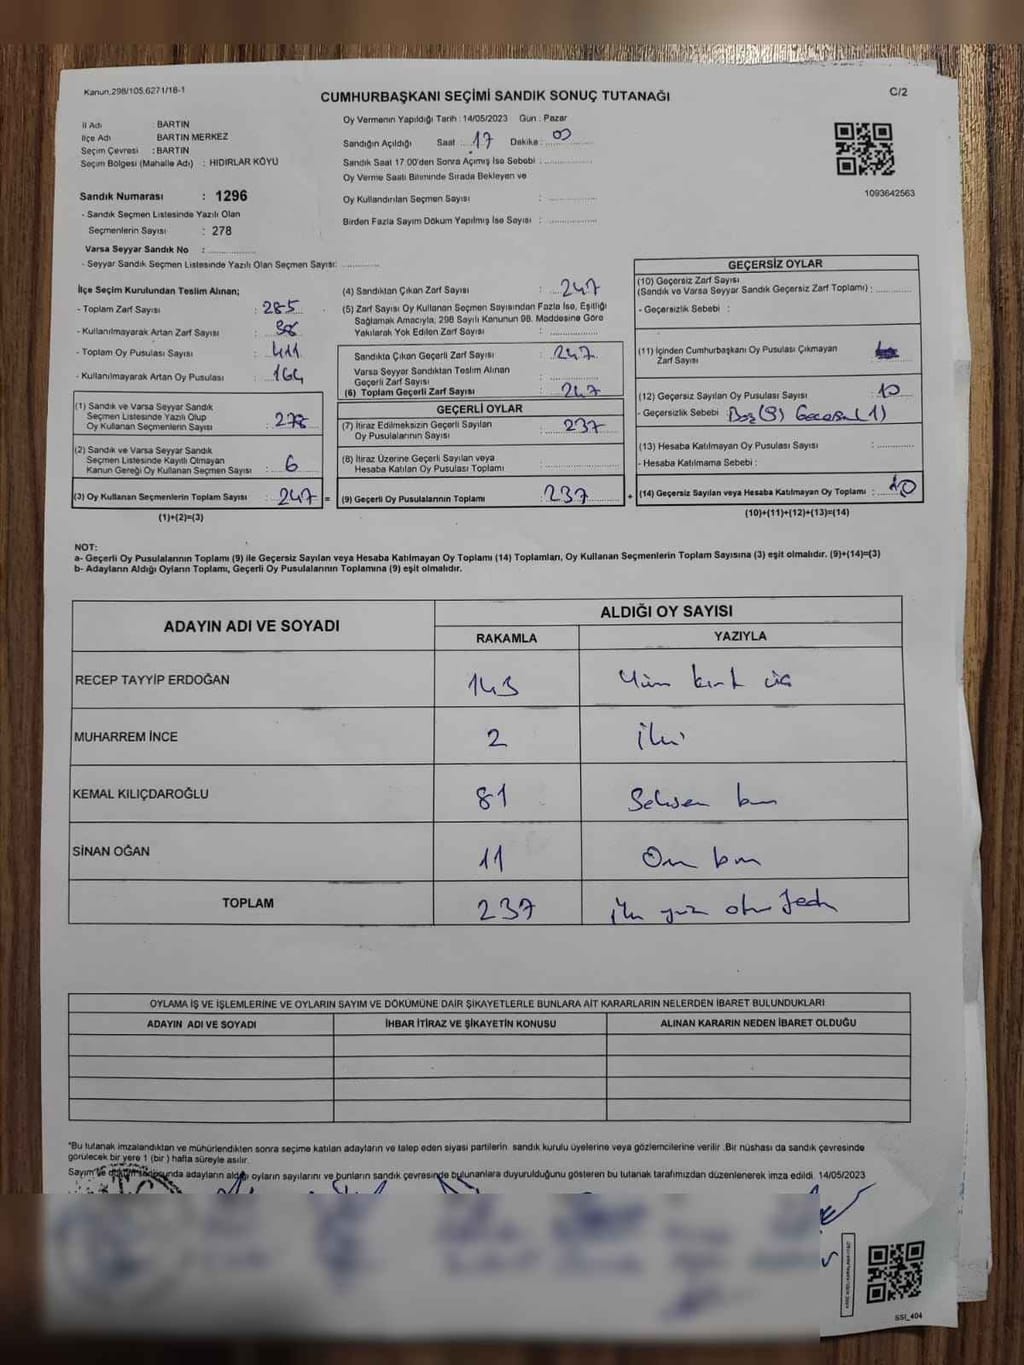 Kanun.298/105.6271/18-1
CUMHURBAŞKANI SEÇİMİ SANDIK SONUÇ TUTANAĞI
C/2
İl Adı BARTIN
İlçe Adı BARTIN MERKEZ
Seçim Çevresi : BARTIN
Seçim Bölgesi (Mahalle Adı) : HIDIRLAR KÖYÜ
Sandık Numarası : 1296
- Sandık Seçmen Listesinde Yazılı Olan
Seçmenlerin Sayısı : 278
Varsa Seyyar Sandık No : ...............
- Seyyar Sandık Seçmen Listesinde Yazılı Olan Seçmen Sayısı: ............
Oy Vermenin Yapıldığı Tarih : 14/05/2023 Gün : Pazar
Sandığın Açıldığı Saat ....17 Dakika :
Sandık Saat 17.00'den Sonra Açımış İse Sebebi : ...............
Oy Verme Saati Bitiminde Sırada Bekleyen ve
Oy Kullandırılan Seçmen Sayısı : ...............
Birden Fazla Sayım Döküm Yapılmış İse Sayısı : ...............
1093642563
İlçe Seçim Kurulundan Teslim Alınan;
- Toplam Zarf Sayısı : 285
- Kullanılmayarak Artan Zarf Sayısı :
- Toplam Oy Pusulası Sayısı : 411
- Kullanılmayarak Artan Oy Pusulası : 164
(1) Sandık ve Varsa Seyyar Sandık
Seçmen Listesinde Yazılı Olup
Oy Kullanan Seçmenlerin Sayısı :
(2) Sandık ve Varsa Seyyar Sandık
Seçmen Listesinde Kayıtlı Olmayan
Kanun Gereği Oy Kullanan Seçmen Sayısı : 6
(3) Oy Kullanan Seçmenlerin Toplam Sayısı : 247 =
(1)+(2)=(3)
(4) Sandıktan Çıkan Zarf Sayısı : 247
(5) Zarf Sayısı Oy Kullanan Seçmen Sayısından Fazla İse, Eşitliği
Sağlamak Amacıyla, 298 Sayılı Kanunun 98. Maddesine Göre
Yakılarak Yok Edilen Zarf Sayısı : ...............
Sandıkta Çıkan Geçerli Zarf Sayısı : 247
Varsa Seyyar Sandıktan Teslim Alınan
Geçerli Zarf Sayısı : ...............
(6) Toplam Geçerli Zarf Sayısı : 247
GEÇERLİ OYLAR
(7) İtiraz Edilmeksizin Geçerli Sayılan
Oy Pusulalarının Sayısı : 237
(8) İtiraz Üzerine Geçerli Sayılan veya
Hesaba Katılan Oy Pusulası Toplamı : ...............
(9) Geçerli Oy Pusulalarının Toplamı : 237 +
GEÇERSİZ OYLAR
(10) Geçersiz Zarf Sayısı
(Sandık ve Varsa Seyyar Sandık Geçersiz Zarf Toplamı) : ............
- Geçersizlik Sebebi :
(11) İçinden Cumhurbaşkanı Oy Pusulası Çıkmayan
Zarf Sayısı :
(12) Geçersiz Sayılan Oy Pusulası Sayısı : 10
- Geçersizlik Sebebi : Boş (9) Geçersiz (1)
(13) Hesaba Katılmayan Oy Pusulası Sayısı : ............
- Hesaba Katılmama Sebebi :
(14) Geçersiz Sayılan veya Hesaba Katılmayan Oy Toplamı : 10
(10)+(11)+(12)+(13)=(14)
NOT:
a- Geçerli Oy Pusulalarının Toplamı (9) ile Geçersiz Sayılan veya Hesaba Katılmayan Oy Toplamı (14) Toplamları, Oy Kullanan Seçmenlerin Toplam Sayısına (3) eşit olmalıdır. (9)+(14)=(3)
b- Adayların Aldığı Oyların Toplamı, Geçerli Oy Pusulalarının Toplamına (9) eşit olmalıdır.
ADAYIN ADI VE SOYADI ALDIĞI OY SAYISI
RAKAMLA YAZIYLA
RECEP TAYYİP ERDOĞAN 143 Yüz kırk üç
MUHARREM İNCE 2 İki
KEMAL KILIÇDAROĞLU 81 Seksen bir
SİNAN OĞAN 11 On bir
TOPLAM 237 İki yüz otuz yedi
OYLAMA İŞ VE İŞLEMLERİNE VE OYLARIN SAYIM VE DÖKÜMÜNE DAİR ŞİKAYETLERLE BUNLARA AİT KARARLARIN NELERDEN İBARET BULUNDUKLARI
ADAYIN ADI VE SOYADI İHBAR İTİRAZ VE ŞİKAYETİN KONUSU ALINAN KARARIN NEDEN İBARET OLDUĞU
*Bu tutanak imzalandıktan ve mühürlendikten sonra seçime katılan adayların ve talep eden siyasi partilerin sandık kurulu üyelerine veya gözlemcilerine verilir .Bir nüshası da sandık çevresinde
görülecek bir yere 1 (bir ) hafta süreyle asılır.
Sayım ve adayların aldığı oyların sayılarını ve bunların sandık çevresinde bulunanlara duyurulduğunu gösteren bu tutanak tarafımızdan düzenlenerek imza edildi. 14/05/2023
SSI_404